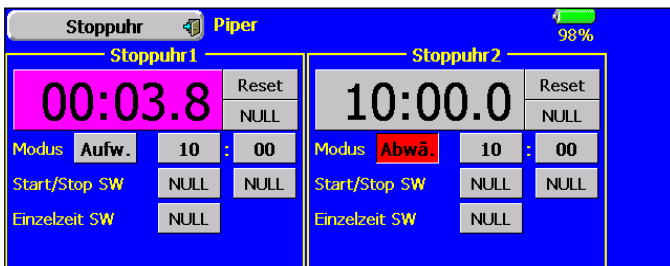 Stoppuhr Piper 98%
Stoppuhr1
00:03.8 Reset
NULL
Modus Aufw. 10 : 00
Start/Stop SW NULL NULL
Einzelzeit SW NULL
Stoppuhr2
10:00.0 Reset
NULL
Modus Abwä. 10 : 00
Start/Stop SW NULL NULL
Einzelzeit SW NULL